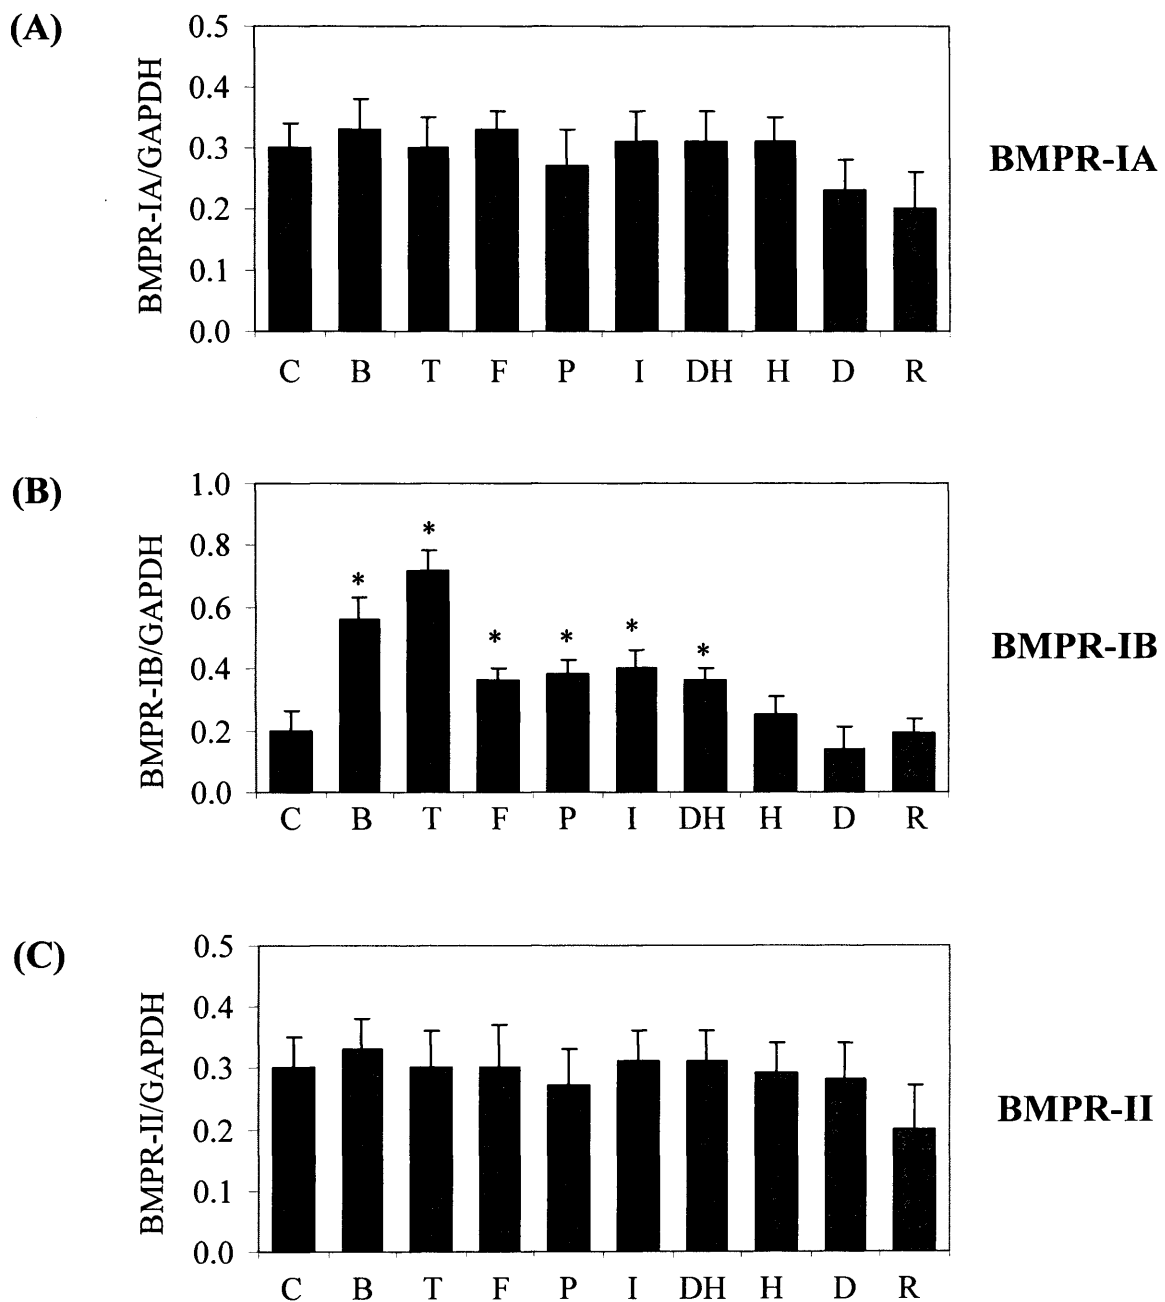 (A)
BMPR-IA/GAPDH
0.5
0.4
0.3
0.2
0.1
0.0
C B T F P I DH H D R
BMPR-IA
(B)
BMPR-IB/GAPDH
1.0
0.8
0.6
0.4
0.2
0.0
* * * * * *
C B T F P I DH H D R
BMPR-IB
(C)
BMPR-II/GAPDH
0.5
0.4
0.3
0.2
0.1
0.0
C B T F P I DH H D R
BMPR-II